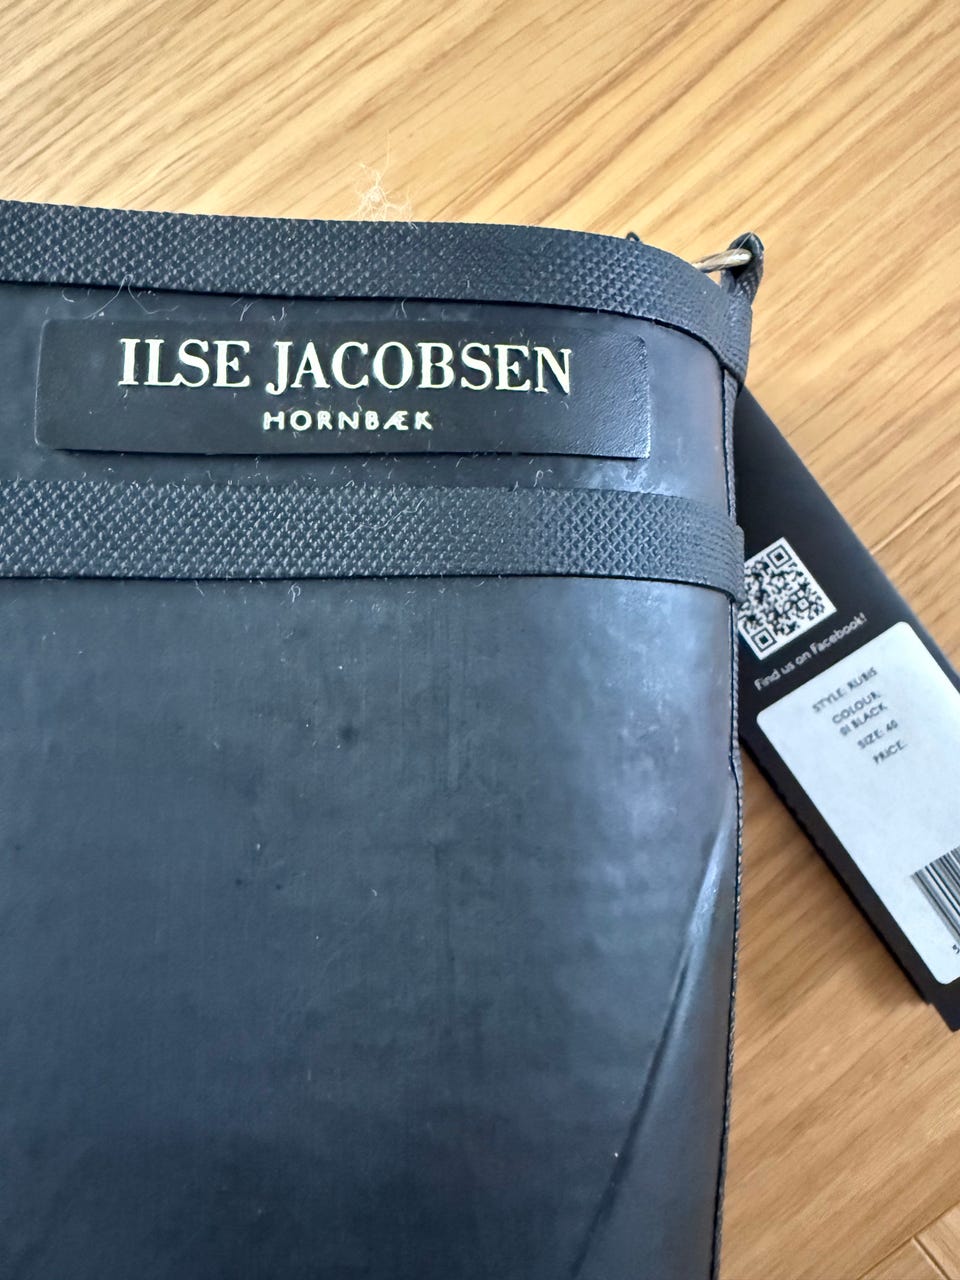 ILSE JACOBSEN
HORNBÆK
Find us on Facebook!
STYLE: RUB15
COLOUR:
01 BLACK
SIZE: 40
PRICE: